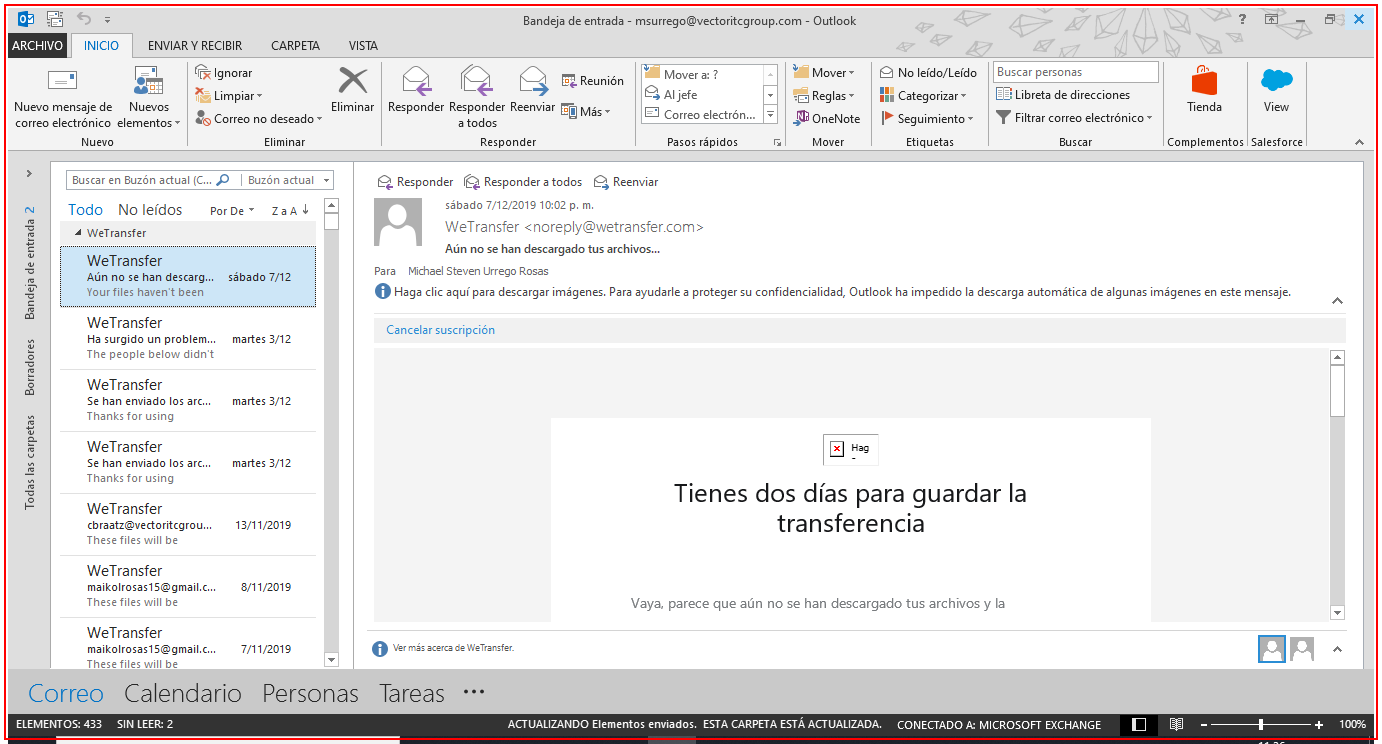 Bandeja de entrada - msurrego@vectoritcgroup.com - Outlook
ARCHIVO INICIO ENVIAR Y RECIBIR CARPETA VISTA
Nuevo mensaje de correo electrónico
Nuevos elementos
Nuevo
Ignorar
Limpiar
Correo no deseado
Eliminar
Eliminar
Responder
Responder a todos
Reenviar
Reunión
Más
Responder
Mover a: ?
Al jefe
Correo electrón...
Pasos rápidos
Mover
Reglas
OneNote
Mover
No leído/Leído
Categorizar
Seguimiento
Etiquetas
Buscar personas
Libreta de direcciones
Filtrar correo electrónico
Buscar
Tienda
Complementos
View
Salesforce
Bandeja de entrada 2
Borradores
Todas las carpetas
Buscar en Buzón actual (C... Buzón actual
Todo No leídos Por De Z a A
WeTransfer
WeTransfer
Aún no se han descarg... sábado 7/12
Your files haven't been
WeTransfer
Ha surgido un problem... martes 3/12
The people below didn't
WeTransfer
Se han enviado los arc... martes 3/12
Thanks for using
WeTransfer
Se han enviado los arc... martes 3/12
Thanks for using
WeTransfer
cbraatz@vectoritcgrou... 13/11/2019
These files will be
WeTransfer
maikolrosas15@gmail.c... 8/11/2019
These files will be
WeTransfer
maikolrosas15@gmail.c... 7/11/2019
These files will be
Responder Responder a todos Reenviar
sábado 7/12/2019 10:02 p. m.
WeTransfer <noreply@wetransfer.com>
Aún no se han descargado tus archivos...
Para Michael Steven Urrego Rosas
Haga clic aquí para descargar imágenes. Para ayudarle a proteger su confidencialidad, Outlook ha impedido la descarga automática de algunas imágenes en este mensaje.
Cancelar suscripción
Hag
Tienes dos días para guardar la
transferencia
Vaya, parece que aún no se han descargado tus archivos y la
Ver más acerca de WeTransfer.
Correo Calendario Personas Tareas ···
ELEMENTOS: 433 SIN LEER: 2 ACTUALIZANDO Elementos enviados. ESTA CARPETA ESTÁ ACTUALIZADA. CONECTADO A: MICROSOFT EXCHANGE 100%